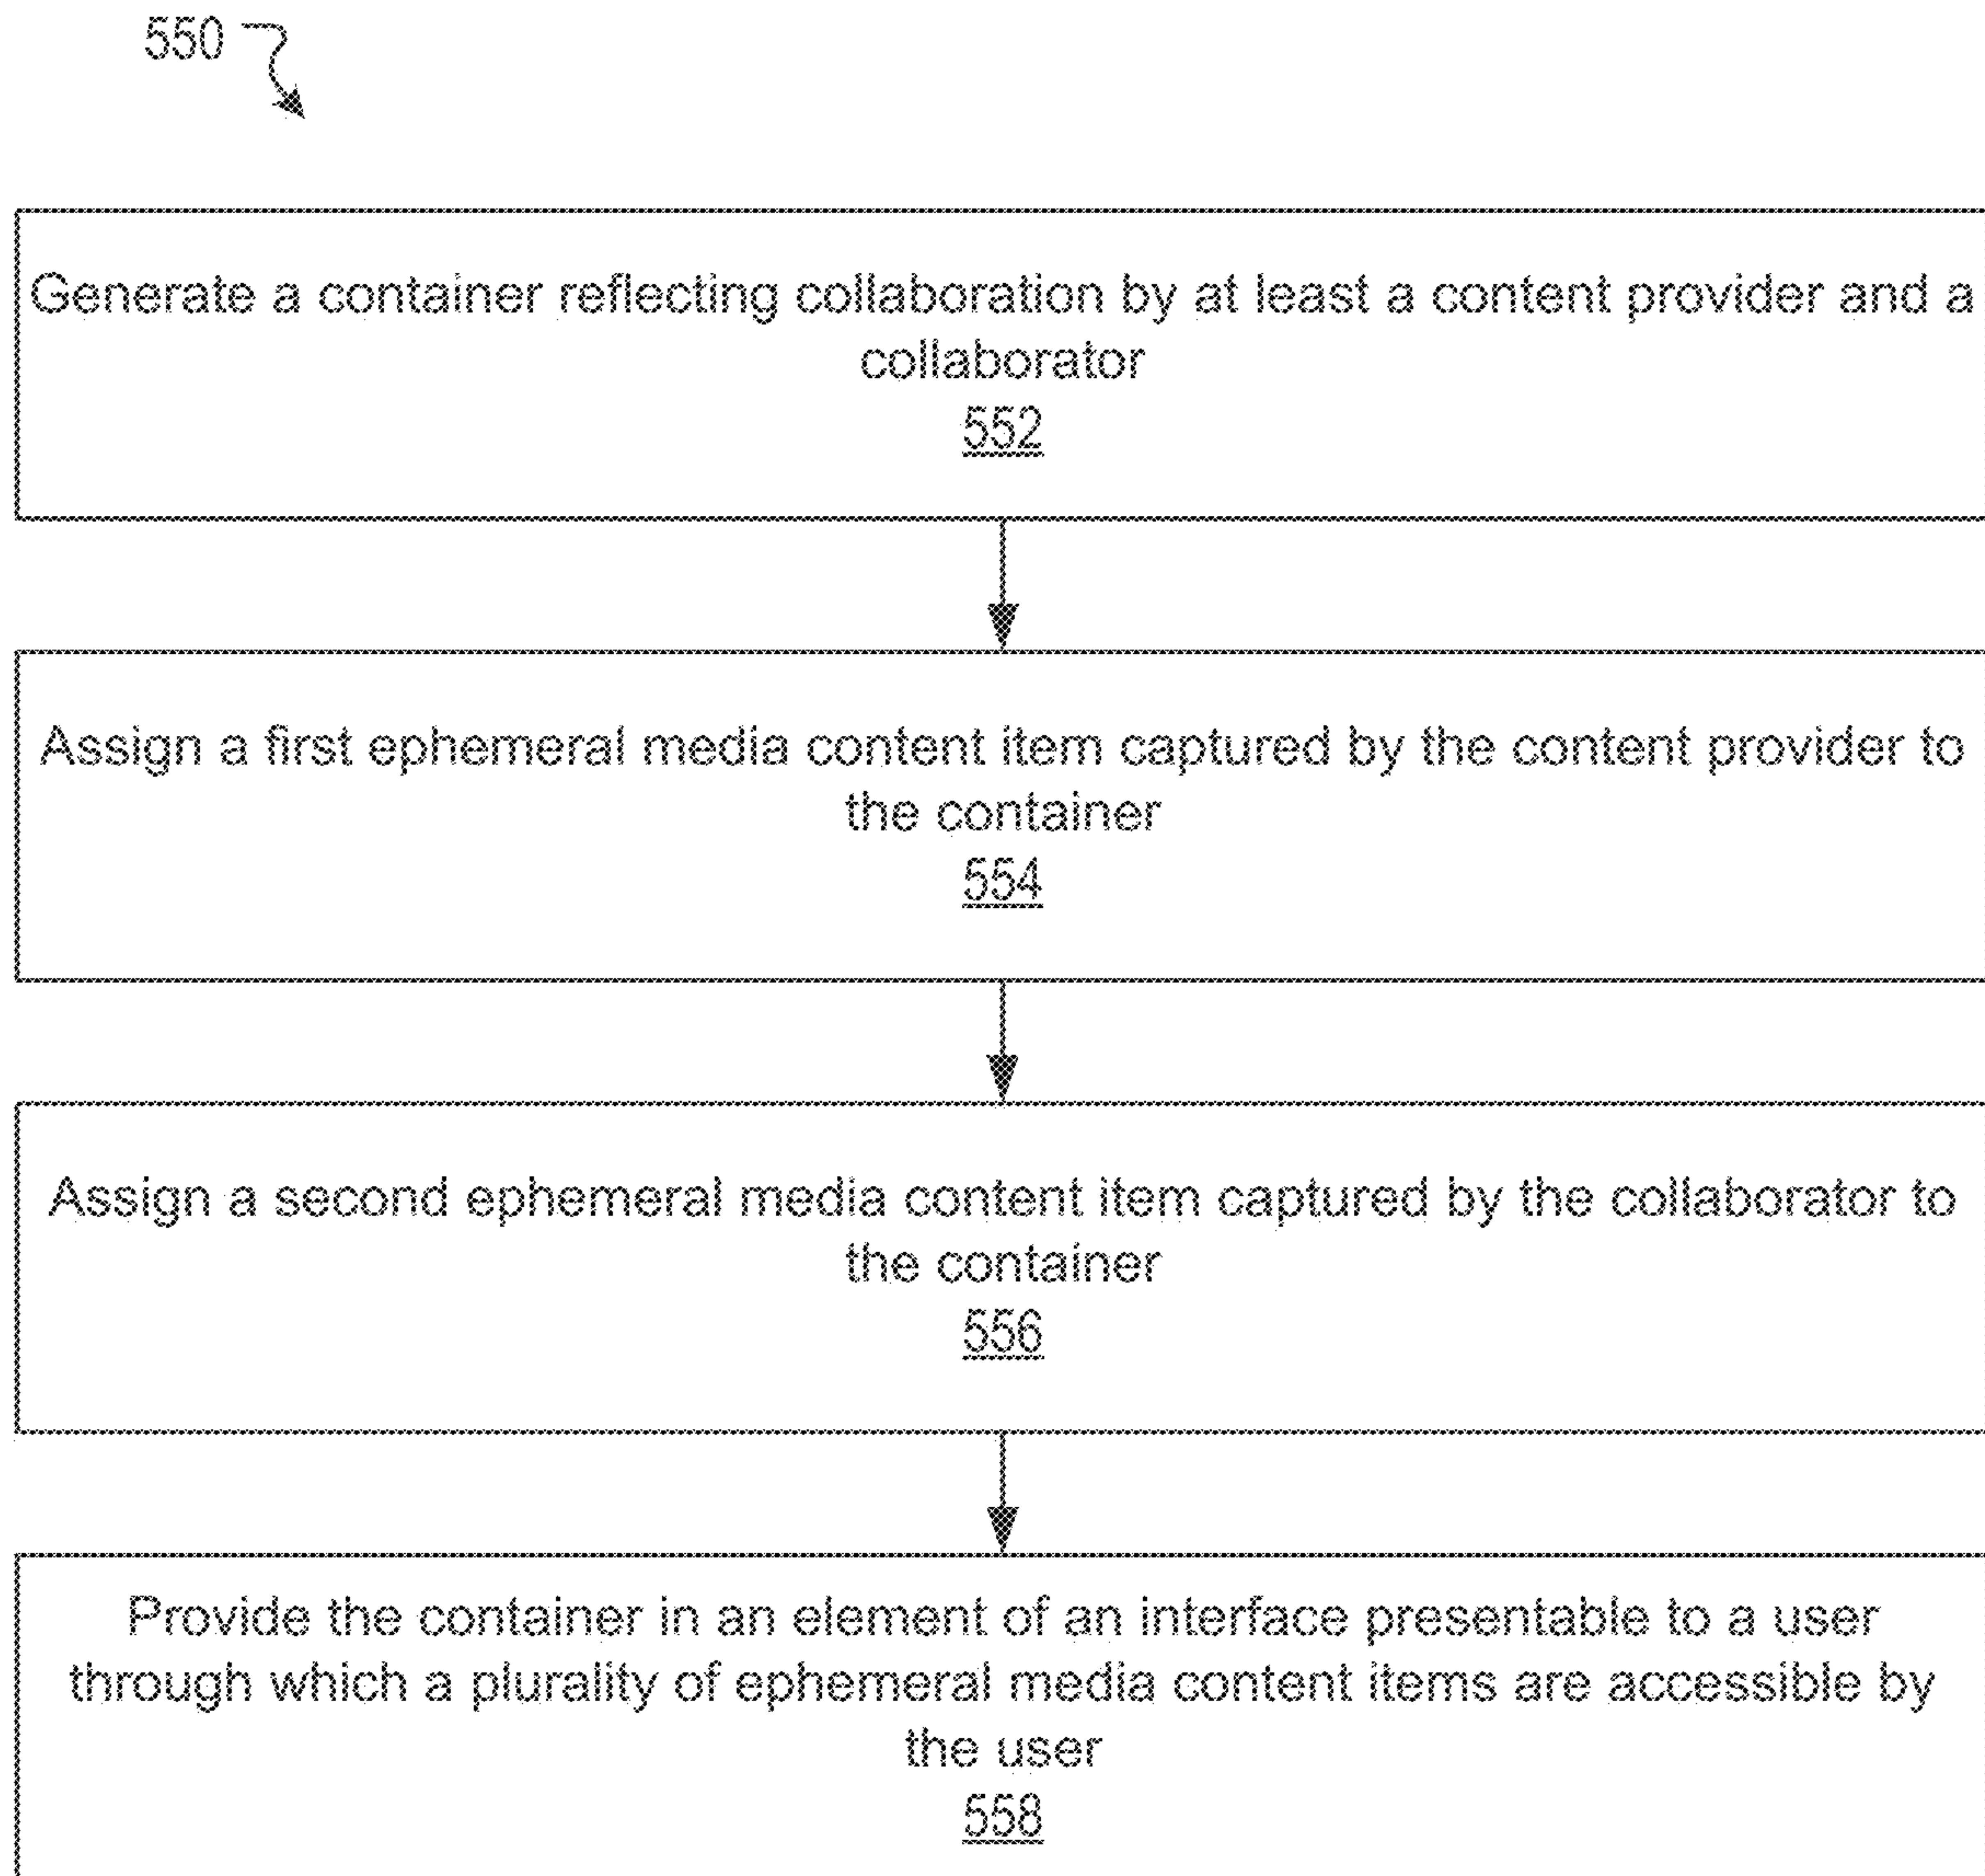 550
Generate a container reflecting collaboration by at least a content provider and a
collaborator
552
Assign a first ephemeral media content item captured by the content provider to
the container
554
Assign a second ephemeral media content item captured by the collaborator to
the container
556
Provide the container in an element of an interface presentable to a user
through which a plurality of ephemeral media content items are accessible by
the user
558